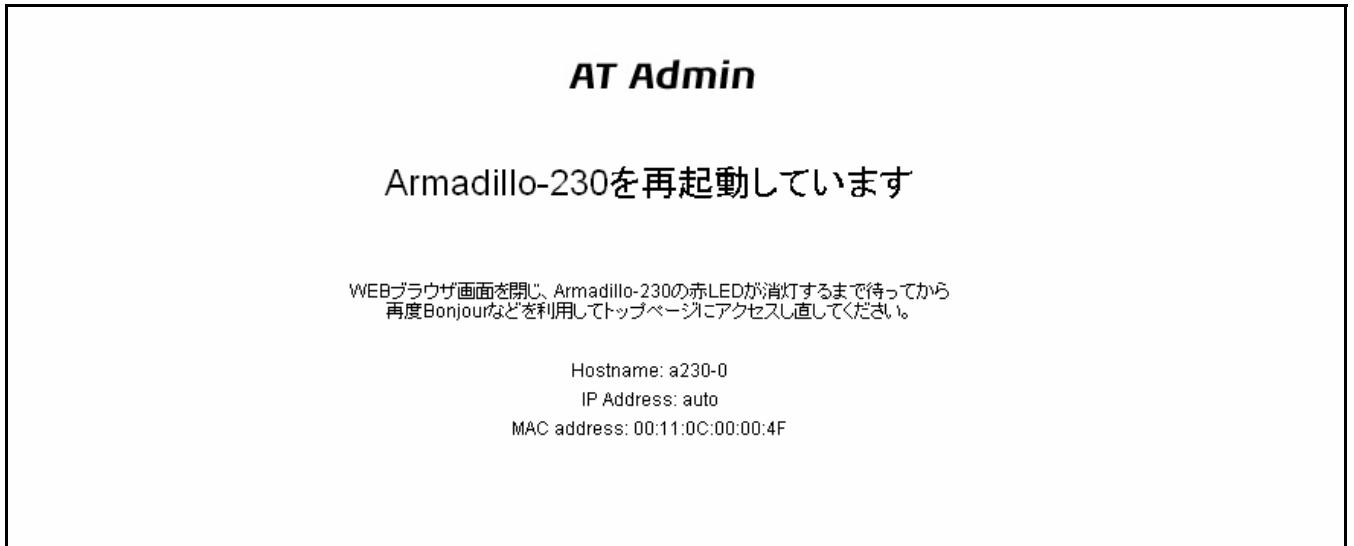 AT Admin
Armadillo-230を再起動しています
WEBブラウザ画面を閉じ、Armadillo-230の赤LEDが消灯するまで待ってから
再度Bonjourなどを利用してトップページにアクセスし直してください。
Hostname: a230-0
IP Address: auto
MAC address: 00:11:0C:00:00:4F